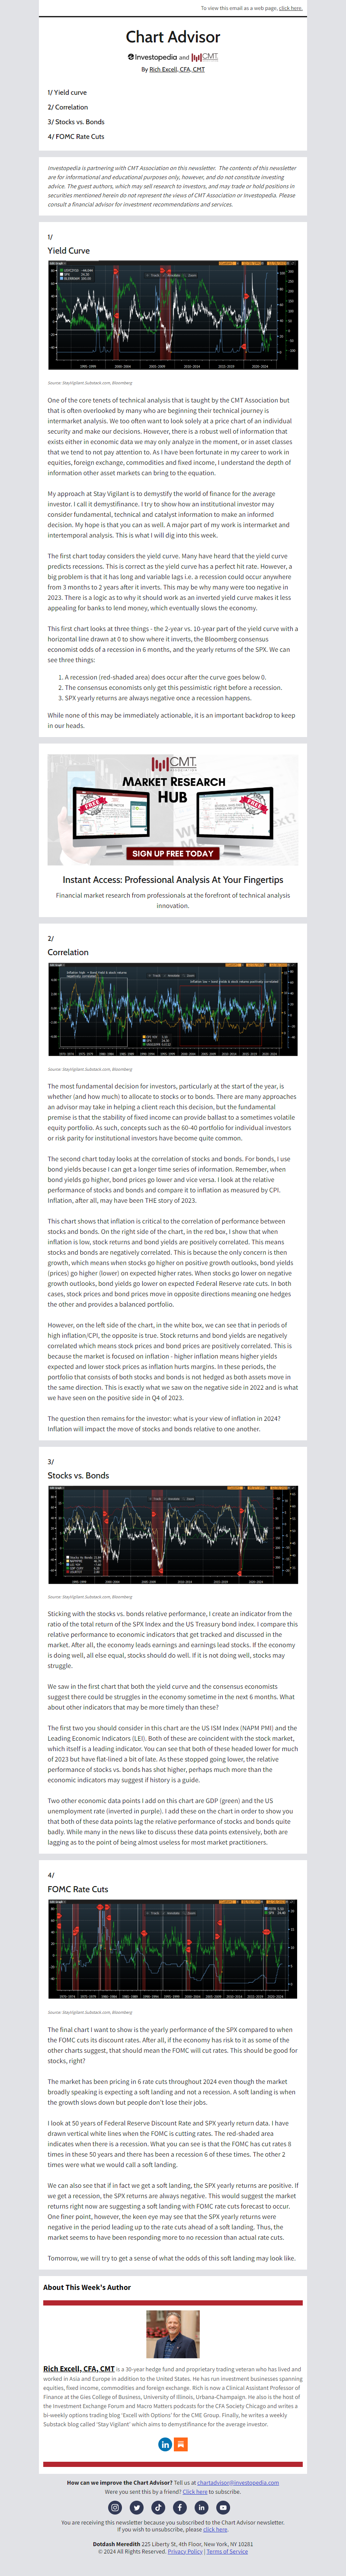 To view this email as a web page, click here.
Chart Advisor
Investopedia and CMT
By Rich Excell, CFA, CMT
1/ Yield curve
2/ Correlation
3/ Stocks vs. Bonds
4/ FOMC Rate Cuts
Investopedia is partnering with CMT Association on this newsletter. The contents of this newsletter
are for informational and educational purposes only, however, and do not constitute investing
advice. The guest authors, which may sell research to investors, and may trade or hold positions in
securities mentioned herein do not represent the views of CMT Association or Investopedia. Please
consult a financial advisor for investment recommendations and services.
1/
Yield Curve
Source: StayVigilant.Substack.com, Bloomberg
One of the core tenets of technical analysis that is taught by the CMT Association but
that is often overlooked by many who are beginning their technical journey is
intermarket analysis. We too often want to look solely at a price chart of an individual
security and make our decisions. However, there is a robust well of information that
exists either in economic data we may only analyze in the moment, or in asset classes
that we tend to not pay attention to. As I have been fortunate in my career to work in
equities, foreign exchange, commodities and fixed income, I understand the depth of
information other asset markets can bring to the equation.
My approach at Stay Vigilant is to demystify the world of finance for the average
investor. I call it demystifinance. I try to show how an institutional investor may
consider fundamental, technical and catalyst information to make an informed
decision. My hope is that you can as well. A major part of my work is intermarket and
intertemporal analysis. This is what I will dig into this week.
The first chart today considers the yield curve. Many have heard that the yield curve
predicts recessions. This is correct as the yield curve has a perfect hit rate. However, a
big problem is that it has long and variable lags i.e. a recession could occur anywhere
from 3 months to 2 years after it inverts. This may be why many were too negative in
2023. There is a logic as to why it should work as an inverted yield curve makes it less
appealing for banks to lend money, which eventually slows the economy.
This first chart looks at three things - the 2-year vs. 10-year part of the yield curve with a
horizontal line drawn at 0 to show where it inverts, the Bloomberg consensus
economist odds of a recession in 6 months, and the yearly returns of the SPX. We can
see three things:
1. A recession (red-shaded area) does occur after the curve goes below 0.
2. The consensus economists only get this pessimistic right before a recession.
3. SPX yearly returns are always negative once a recession happens.
While none of this may be immediately actionable, it is an important backdrop to keep
in our heads.
CMT
MARKET RESEARCH
HUB
FREE
FREE
SIGN UP FREE TODAY
Instant Access: Professional Analysis At Your Fingertips
Financial market research from professionals at the forefront of technical analysis
innovation.
2/
Correlation
Source: StayVigilant.Substack.com, Bloomberg
The most fundamental decision for investors, particularly at the start of the year, is
whether (and how much) to allocate to stocks or to bonds. There are many approaches
an advisor may take in helping a client reach this decision, but the fundamental
premise is that the stability of fixed income can provide ballast to a sometimes volatile
equity portfolio. As such, concepts such as the 60-40 portfolio for individual investors
or risk parity for institutional investors have become quite common.
The second chart today looks at the correlation of stocks and bonds. For bonds, I use
bond yields because I can get a longer time series of information. Remember, when
bond yields go higher, bond prices go lower and vice versa. I look at the relative
performance of stocks and bonds and compare it to inflation as measured by CPI.
Inflation, after all, may have been THE story of 2023.
This chart shows that inflation is critical to the correlation of performance between
stocks and bonds. On the right side of the chart, in the red box, I show that when
inflation is low, stock returns and bond yields are positively correlated. This means
stocks and bonds are negatively correlated. This is because the only concern is then
growth, which means when stocks go higher on positive growth outlooks, bond yields
(prices) go higher (lower) on expected higher rates. When stocks go lower on negative
growth outlooks, bond yields go lower on expected Federal Reserve rate cuts. In both
cases, stock prices and bond prices move in opposite directions meaning one hedges
the other and provides a balanced portfolio.
However, on the left side of the chart, in the white box, we can see that in periods of
high inflation/CPI, the opposite is true. Stock returns and bond yields are negatively
correlated which means stock prices and bond prices are positively correlated. This is
because the market is focused on inflation - higher inflation means higher yields
expected and lower stock prices as inflation hurts margins. In these periods, the
portfolio that consists of both stocks and bonds is not hedged as both assets move in
the same direction. This is exactly what we saw on the negative side in 2022 and is what
we have seen on the positive side in Q4 of 2023.
The question then remains for the investor: what is your view of inflation in 2024?
Inflation will impact the move of stocks and bonds relative to one another.
3/
Stocks vs. Bonds
Source: StayVigilant.Substack.com, Bloomberg
Sticking with the stocks vs. bonds relative performance, I create an indicator from the
ratio of the total return of the SPX Index and the US Treasury bond index. I compare this
relative performance to economic indicators that get tracked and discussed in the
market. After all, the economy leads earnings and earnings lead stocks. If the economy
is doing well, all else equal, stocks should do well. If it is not doing well, stocks may
struggle.
We saw in the first chart that both the yield curve and the consensus economists
suggest there could be struggles in the economy sometime in the next 6 months. What
about other indicators that may be more timely than these?
The first two you should consider in this chart are the US ISM Index (NAPM PMI) and the
Leading Economic Indicators (LEI). Both of these are coincident with the stock market,
which itself is a leading indicator. You can see that both of these headed lower for much
of 2023 but have flat-lined a bit of late. As these stopped going lower, the relative
performance of stocks vs. bonds has shot higher, perhaps much more than the
economic indicators may suggest if history is a guide.
Two other economic data points I add on this chart are GDP (green) and the US
unemployment rate (inverted in purple). I add these on the chart in order to show you
that both of these data points lag the relative performance of stocks and bonds quite
badly. While many in the news like to discuss these data points extensively, both are
lagging as to the point of being almost useless for most market practitioners.
4/
FOMC Rate Cuts
Source: StayVigilant.Substack.com, Bloomberg
The final chart I want to show is the yearly performance of the SPX compared to when
the FOMC cuts its discount rates. After all, if the economy has risk to it as some of the
other charts suggest, that should mean the FOMC will cut rates. This should be good for
stocks, right?
The market has been pricing in 6 rate cuts throughout 2024 even though the market
broadly speaking is expecting a soft landing and not a recession. A soft landing is when
the growth slows down but people don't lose their jobs.
I look at 50 years of Federal Reserve Discount Rate and SPX yearly return data. I have
drawn vertical white lines when the FOMC is cutting rates. The red-shaded area
indicates when there is a recession. What you can see is that the FOMC has cut rates 8
times in these 50 years and there has been a recession 6 of these times. The other 2
times were what we would call a soft landing.
We can also see that if in fact we get a soft landing, the SPX yearly returns are positive. If
we get a recession, the SPX returns are always negative. This would suggest the market
returns right now are suggesting a soft landing with FOMC rate cuts forecast to occur.
One finer point, however, the keen eye may see that the SPX yearly returns were
negative in the period leading up to the rate cuts ahead of a soft landing. Thus, the
market seems to have been responding more to no recession than actual rate cuts.
Tomorrow, we will try to get a sense of what the odds of this soft landing may look like.
About This Week's Author
Rich Excell, CFA, CMT is a 30-year hedge fund and proprietary trading veteran who has lived and
worked in Asia and Europe in addition to the United States. He has run investment businesses spanning
equities, fixed income, commodities and foreign exchange. Rich is now a Clinical Assistant Professor of
Finance at the Gies College of Business, University of Illinois, Urbana-Champaign. He also is the host of
the Investment Exchange Forum and Macro Matters podcasts for the CFA Society Chicago and writes a
bi-weekly options trading blog 'Excell with Options' for the CME Group. Finally, he writes a weekly
Substack blog called 'Stay Vigilant' which aims to demystifinance for the average investor.
How can we improve the Chart Advisor? Tell us at chartadvisor@investopedia.com
Were you sent this by a friend? Click here to subscribe.
You are receiving this newsletter because you subscribed to the Chart Advisor newsletter.
If you wish to unsubscribe, please click here.
Dotdash Meredith 225 Liberty St, 4th Floor, New York, NY 10281
© 2024 All Rights Reserved. Privacy Policy | Terms of Service